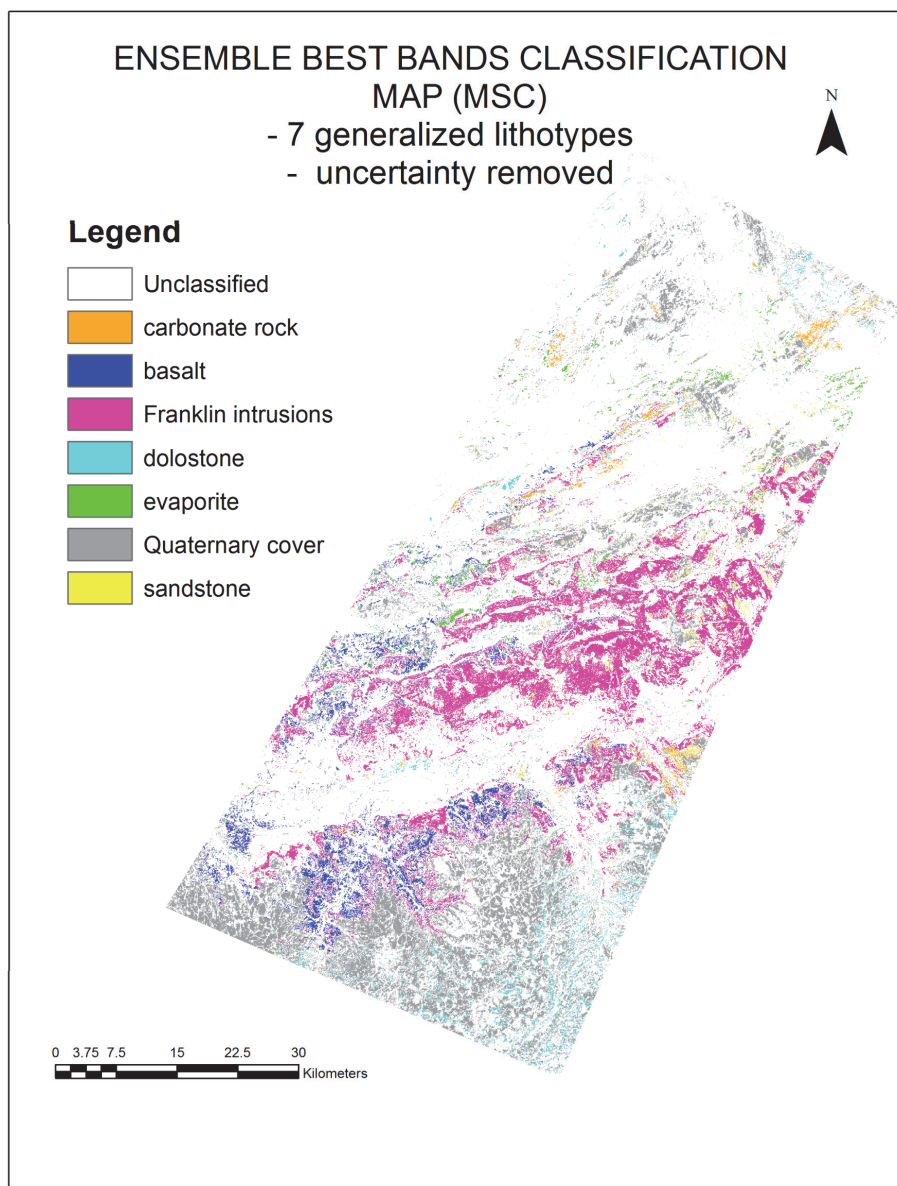 ENSEMBLE BEST BANDS CLASSIFICATION
MAP (MSC)
- 7 generalized lithotypes
- uncertainty removed
N
Legend
Unclassified
carbonate rock
basalt
Franklin intrusions
dolostone
evaporite
Quaternary cover
sandstone
0 3.75 7.5 15 22.5 30
Kilometers